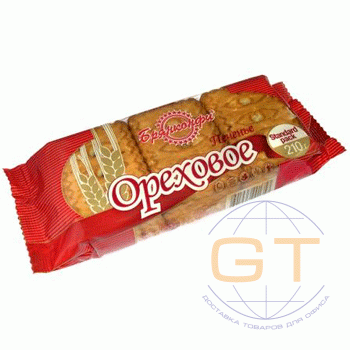 Брянконфи
Печенье
Ореховое
Standard
pack
210 г
GT
ДОСТАВКА ТОВАРОВ ДЛЯ ОФИСА